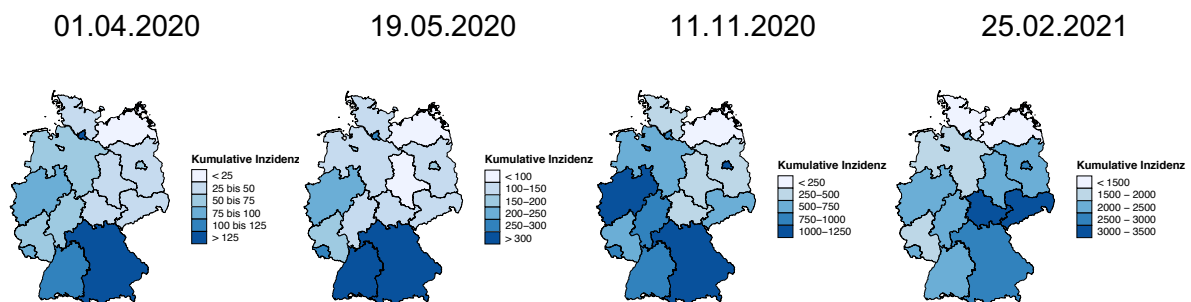 01.04.2020
19.05.2020
11.11.2020
25.02.2021
Kumulative Inzidenz
< 25
25 bis 50
50 bis 75
75 bis 100
100 bis 125
> 125
Kumulative Inzidenz
< 100
100–150
150–200
200–250
250–300
> 300
Kumulative Inzidenz
< 250
250–500
500–750
750–1000
1000–1250
Kumulative Inzidenz
< 1500
1500 – 2000
2000 – 2500
2500 – 3000
3000 – 3500